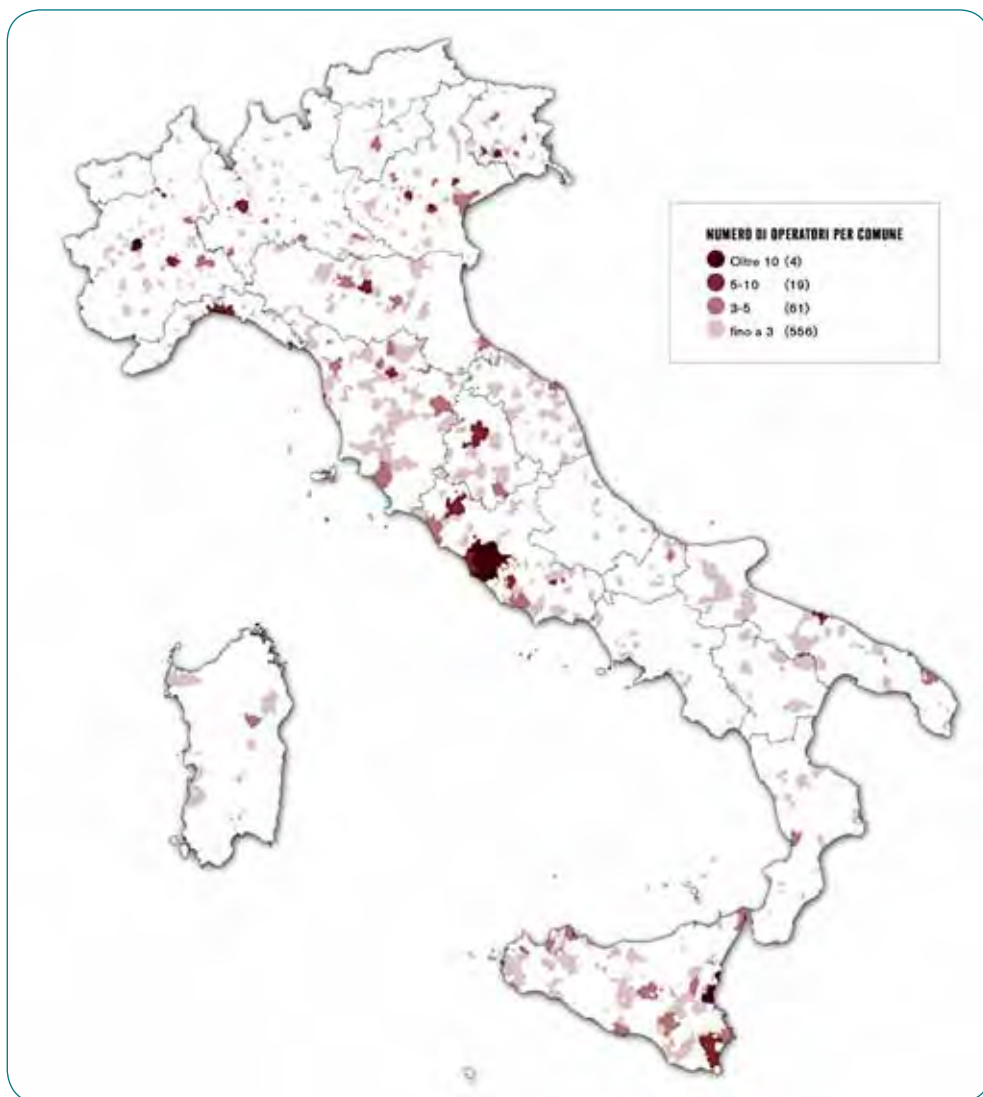 NUMERO DI OPERATORI PER COMUNE
Oltre 10 (4)
5-10 (19)
3-5 (61)
fino a 3 (556)